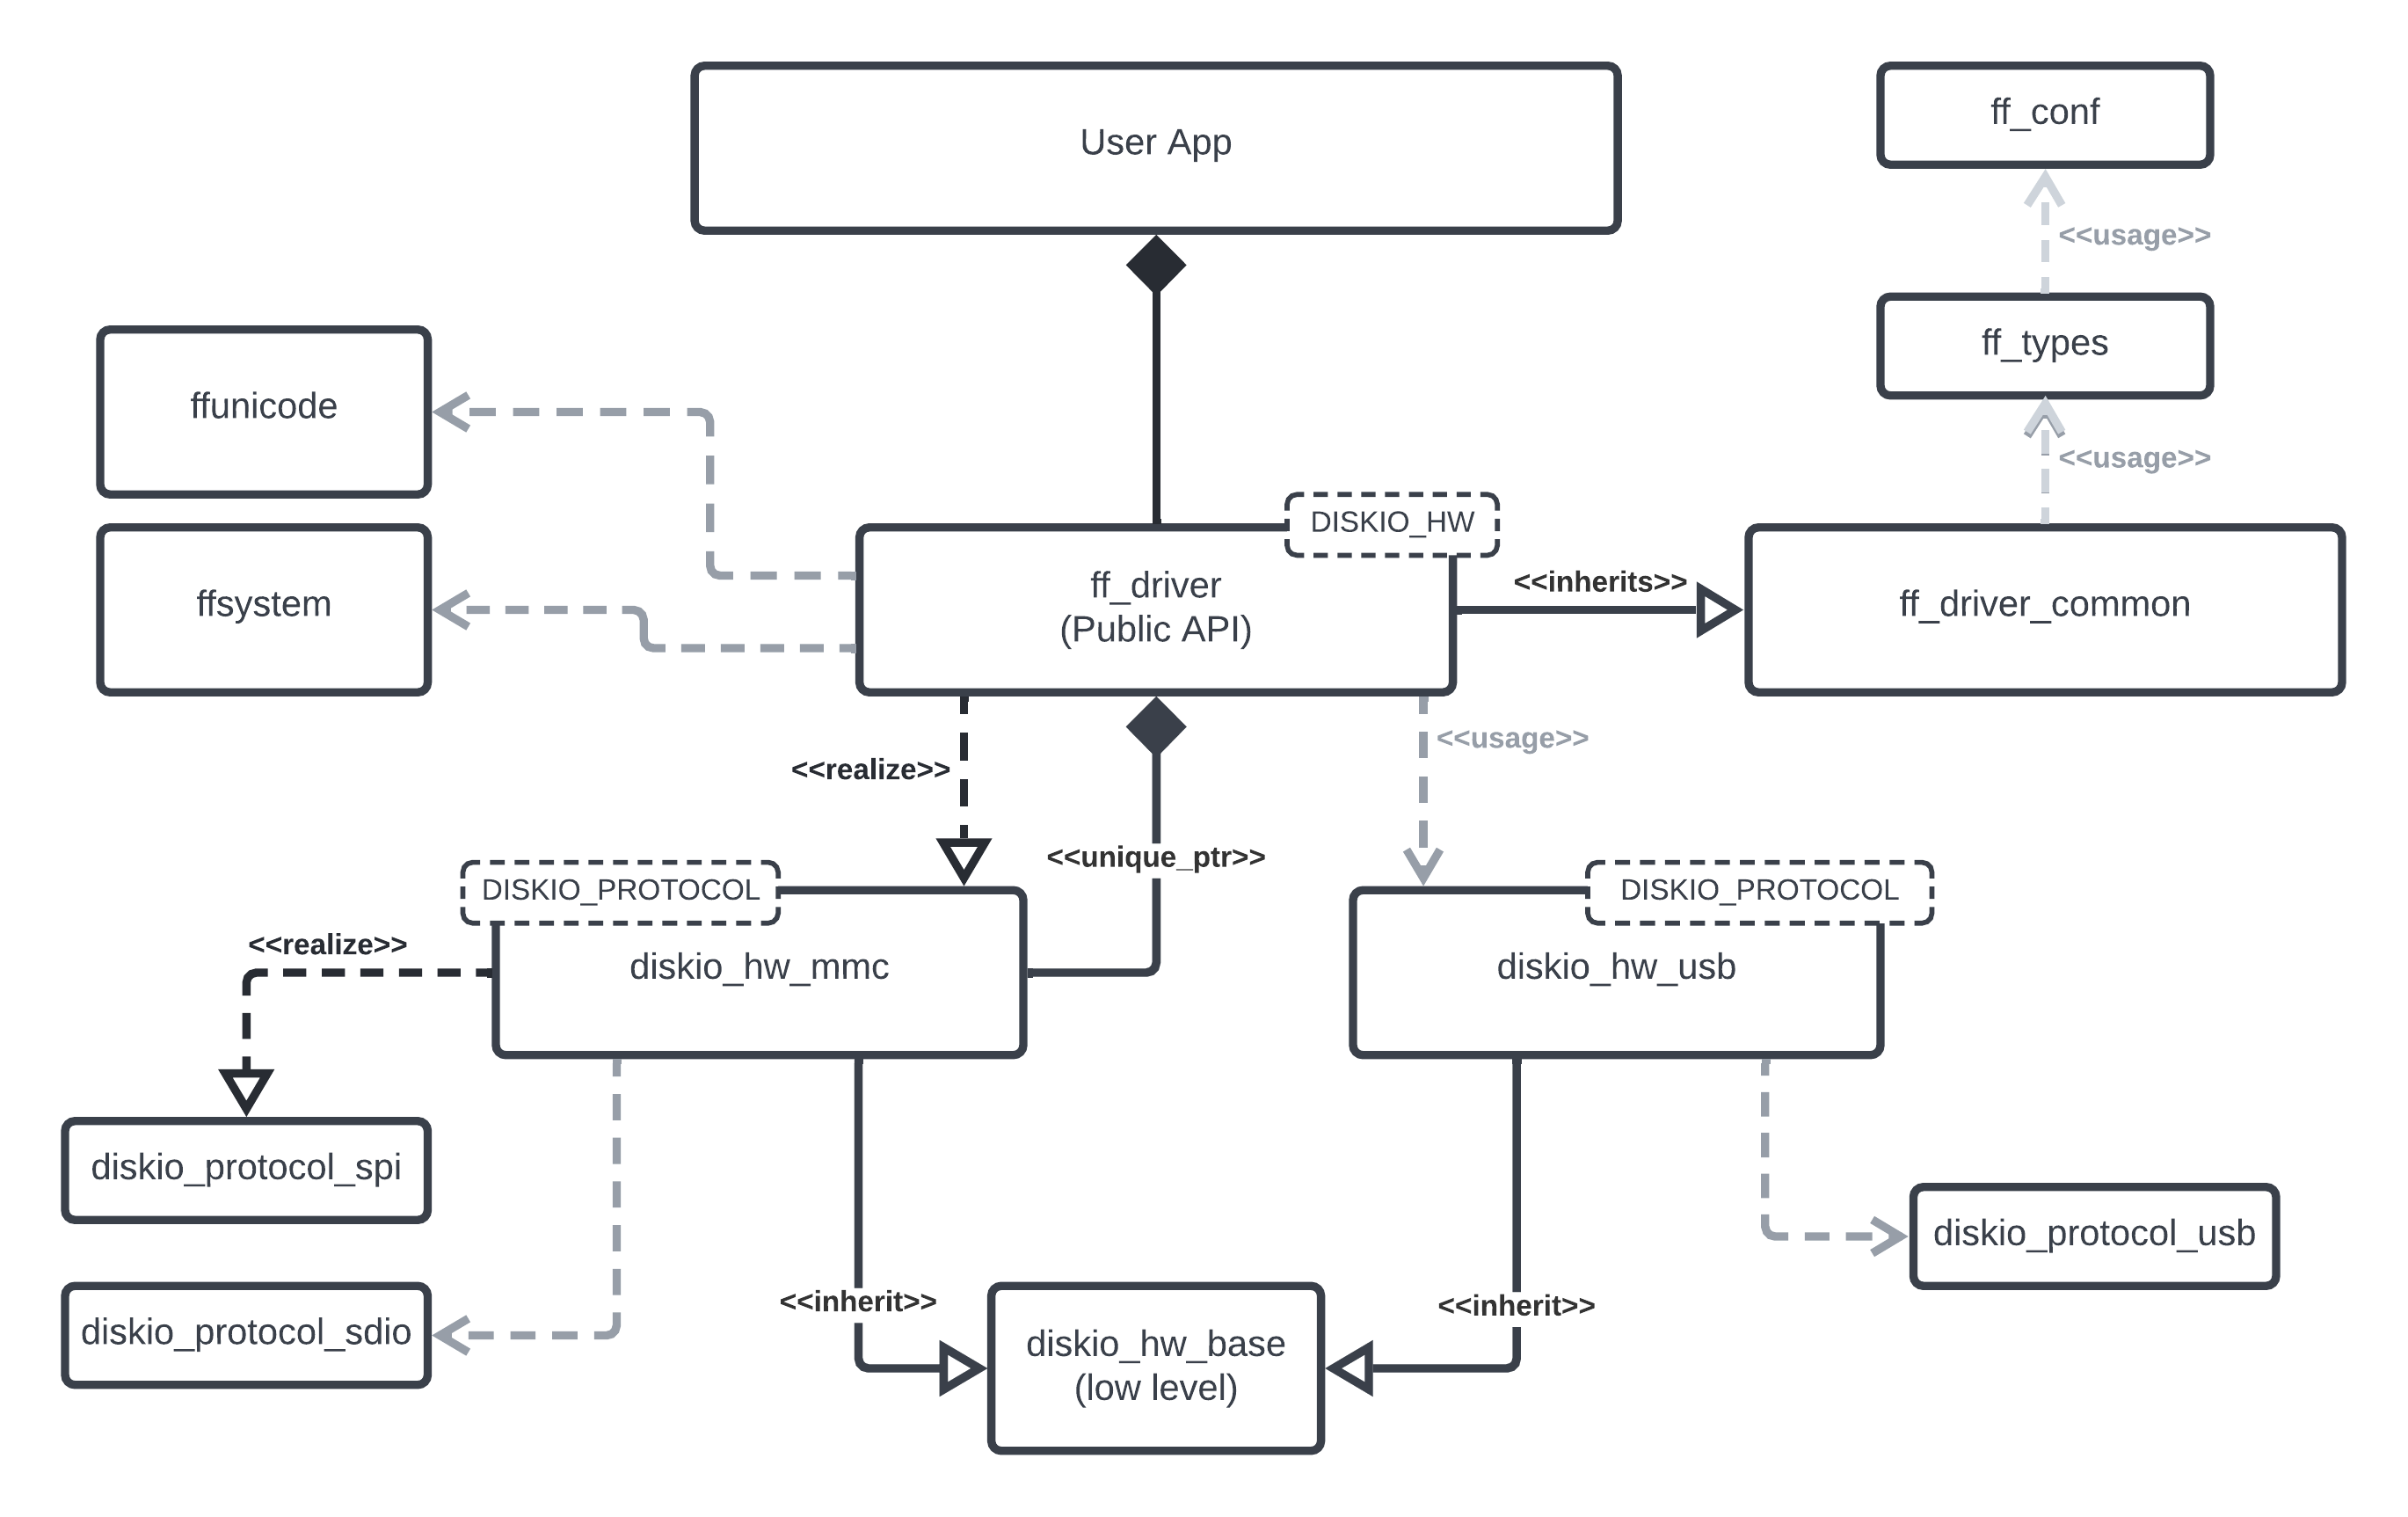 User App
ff_conf
<<usage>>
ff_types
ffunicode
<<usage>>
DISKIO_HW
ffsystem
ff_driver
(Public API)
<<inherits>>
ff_driver_common
<<realize>>
<<usage>>
<<unique_ptr>>
DISKIO_PROTOCOL
DISKIO_PROTOCOL
<<realize>>
diskio_hw_mmc
diskio_hw_usb
diskio_protocol_spi
diskio_protocol_usb
<<inherit>>
<<inherit>>
diskio_protocol_sdio
diskio_hw_base
(low level)